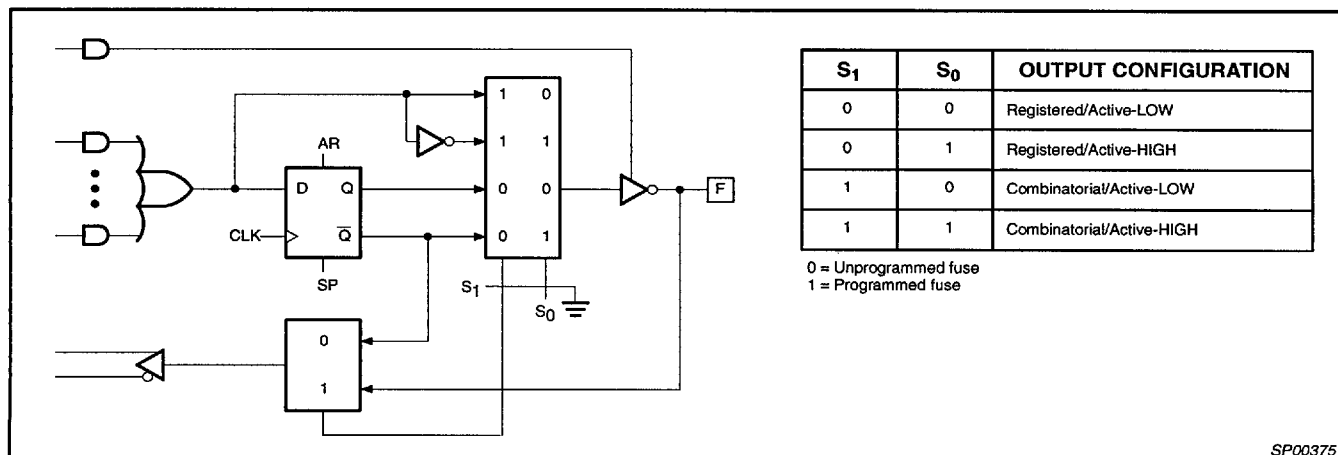 S1 S0 OUTPUT CONFIGURATION
0 0 Registered/Active-LOW
0 1 Registered/Active-HIGH
1 0 Combinatorial/Active-LOW
1 1 Combinatorial/Active-HIGH
0 = Unprogrammed fuse
1 = Programmed fuse
1 0
1 1
AR
D Q
0 0
F
CLK
Q̅
0 1
SP
S1
S0
0
1
SP00375